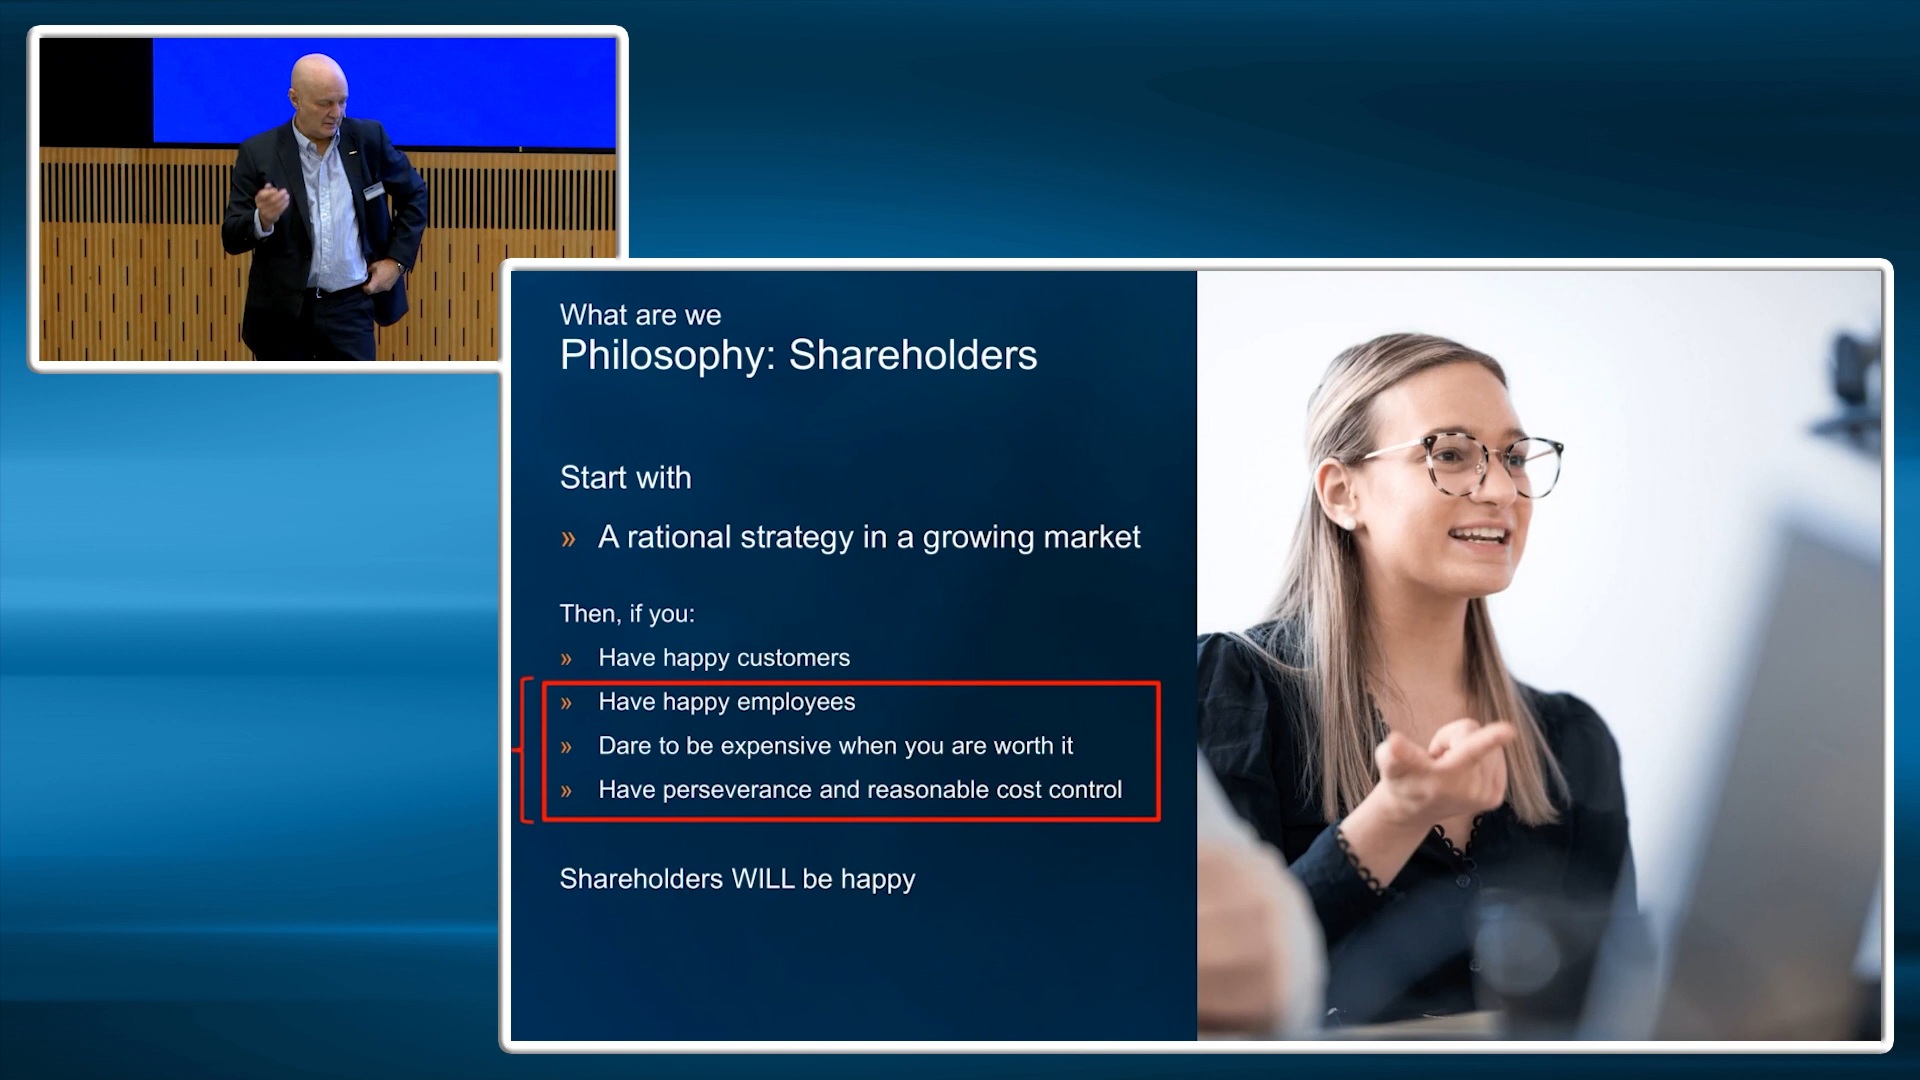 What are we
Philosophy: Shareholders
Start with
» A rational strategy in a growing market
Then, if you:
» Have happy customers
» Have happy employees
» Dare to be expensive when you are worth it
» Have perseverance and reasonable cost control
Shareholders WILL be happy